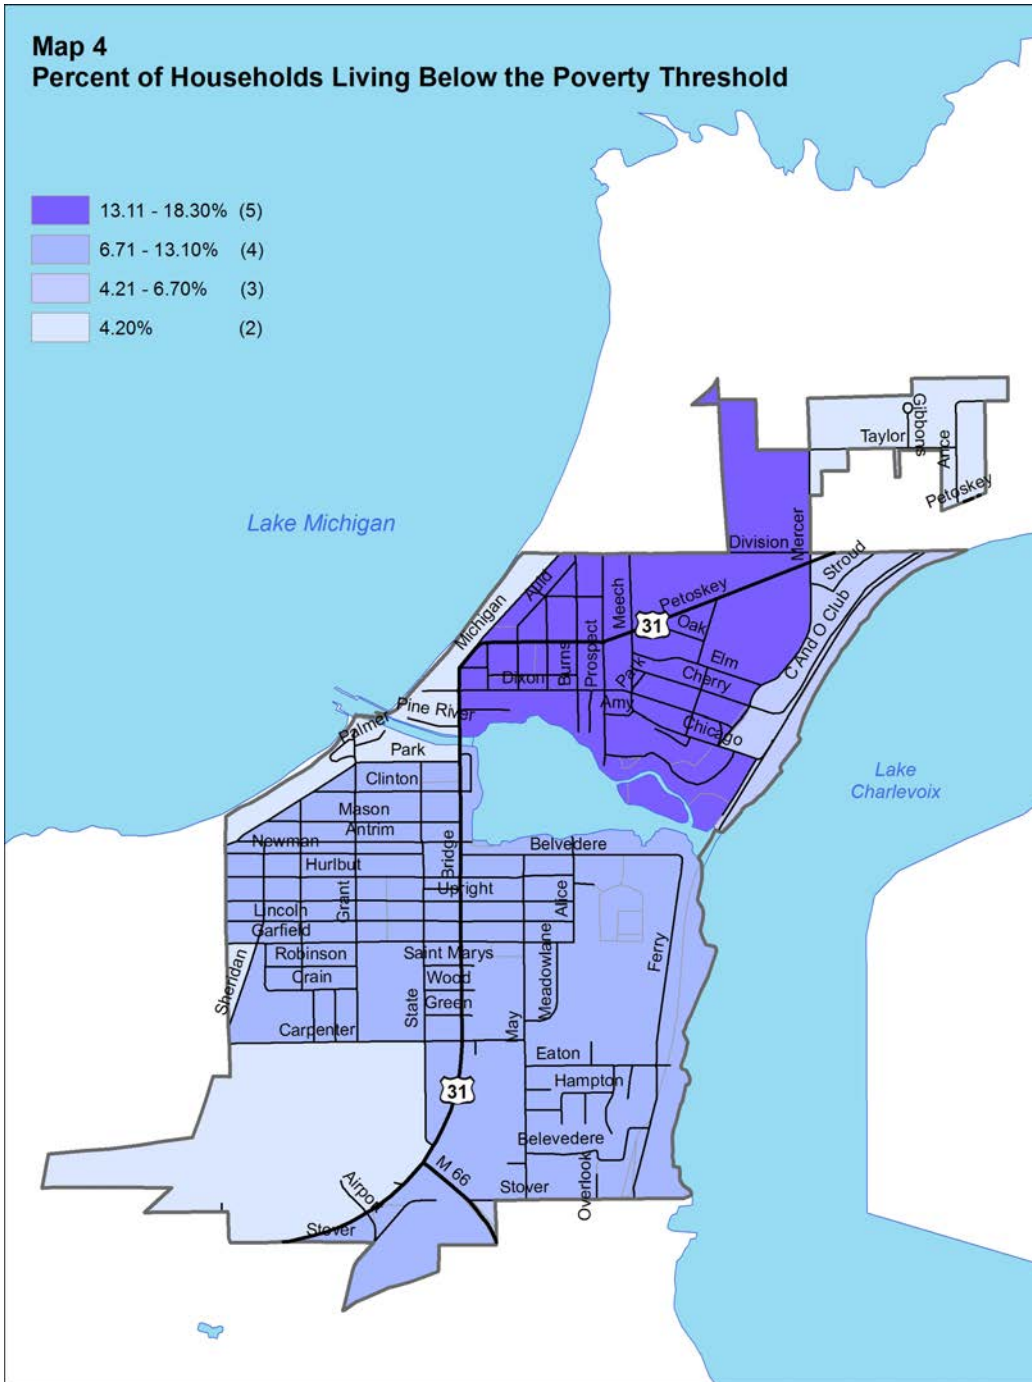 Map 4
Percent of Households Living Below the Poverty Threshold
13.11 - 18.30% (5)
6.71 - 13.10% (4)
4.21 - 6.70% (3)
4.20% (2)
Gibbons
Taylor
Ance
Petoskey
Lake Michigan
Division
Mercer
Stroud
Auld
Michigan
Meech
Petoskey
31
Oak
C And O Club
Burns
Prospect
Elm
Dixon
Park
Cherry
Amy
Pine River
Chicago
Palmer
Park
Clinton
Lake
Charlevoix
Mason
Antrim
Newman
Bridge
Belvedere
Hurlbut
Grant
Upright
Alice
Lincoln
Garfield
Robinson
Saint Marys
Meadowlane
Ferry
Sheridan
Crain
Wood
State
Green
May
Carpenter
Eaton
31
Hampton
Belevedere
M 66
Airport
Stover
Overlook
Stover